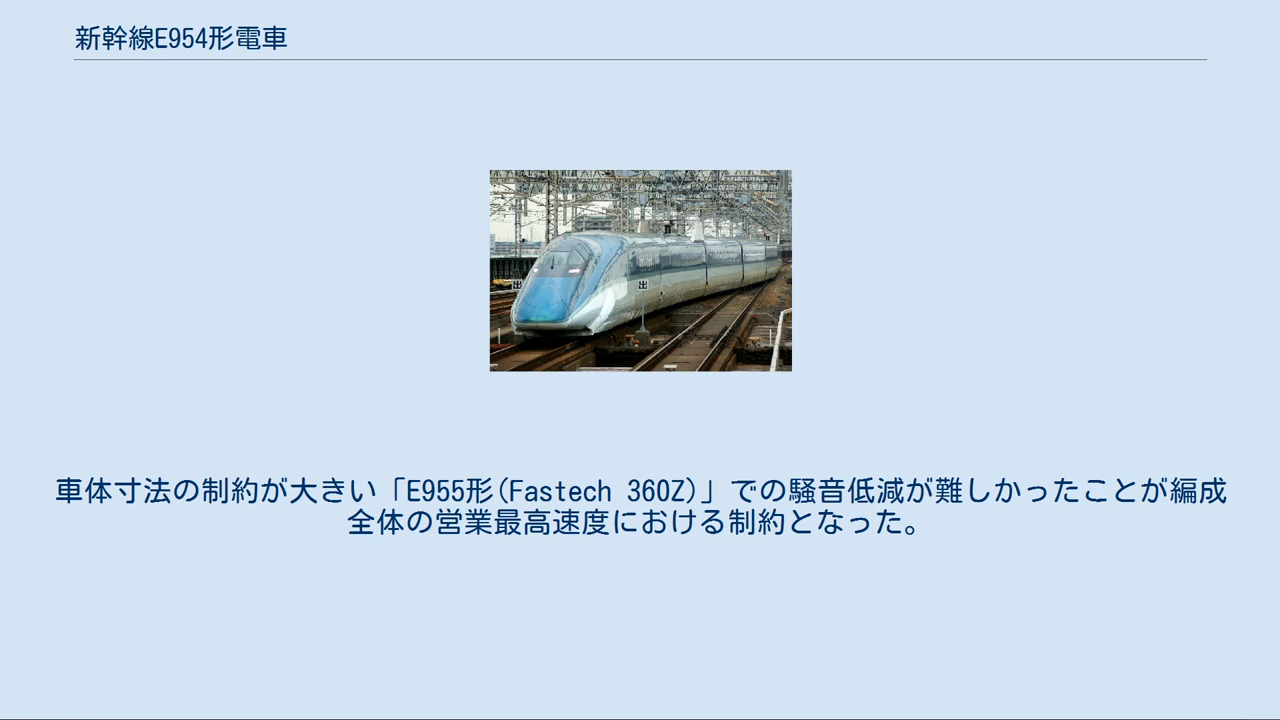 新幹線E954形電車
出
出
車体寸法の制約が大きい「E955形(Fastech 360Z)」での騒音低減が難しかったことが編成
全体の営業最高速度における制約となった。